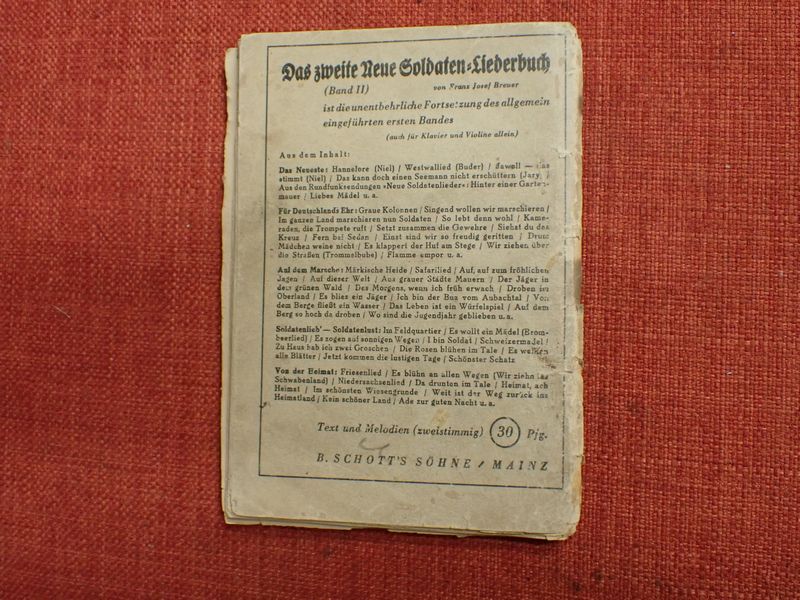 Das zweite Neue Soldaten-Liederbuch
(Band II) von Franz Josef Breuer
ist die unentbehrliche Fortsetzung des allgemein
eingeführten ersten Bandes
(auch für Klavier und Violine allein)
Aus dem Inhalt:
Das Neueste: Hannelore (Niel) / Westwallied (Buder) / Jawoll — das
stimmt (Niel) / Das kann doch einen Seemann nicht erschüttern (Jary) /
Aus den Rundfunksendungen »Neue Soldatenlieder«: Hinter einer Garten-
mauer / Liebes Mädel u. a.
Für Deutschlands Ehr: Graue Kolonnen / Singend wollen wir marschieren /
Im ganzen Land marschieren nun Soldaten / So lebt denn wohl / Kame-
raden, die Trompete ruft / Setzt zusammen die Gewehre / Siehst du das
Kreuz / Fern bei Sedan / Einst sind wir so freudig geritten / Drum
Mädchen weine nicht / Es klappert der Huf am Stege / Wir ziehen über
die Straßen (Trommelbube) / Flamme empor u. a.
Auf dem Marsche: Märkische Heide / Safarilied / Auf, auf zum fröhlichen
Jagen / Auf dieser Welt / Aus grauer Städte Mauern / Der Jäger in
dem grünen Wald / Des Morgens, wenn ich früh erwach / Droben im
Oberland / Es blies ein Jäger / Ich bin der Bua vom Aubachtal / Von
dem Berge fließt ein Wasser / Das Leben ist ein Würfelspiel / Auf dem
Berg so hoch da droben / Wo sind die Jugendjahr geblieben u. a.
Soldatenlieb' — Soldatenlust: Im Feldquartier / Es wollt ein Mädel (Brom-
beerlied) / Es zogen auf sonnigen Wegen / I bin Soldat / Schweizermadel /
Zu Haus hab ich zwei Groschen / Die Rosen blühen im Tale / Es welken
alle Blätter / Jetzt kommen die lustigen Tage / Schönster Schatz
Von der Heimat: Friesenlied / Es blühn an allen Wegen (Wir ziehn ins
Schwabenland) / Niedersachsenlied / Da drunten im Tale / Heimat, ach
Heimat / Im schönsten Wiesengrunde / Weit ist der Weg zurück ins
Heimatland / Kein schöner Land / Ade zur guten Nacht u. a.
Text und Melodien (zweistimmig) 30 Pfg.
B. SCHOTT'S SÖHNE / MAINZ